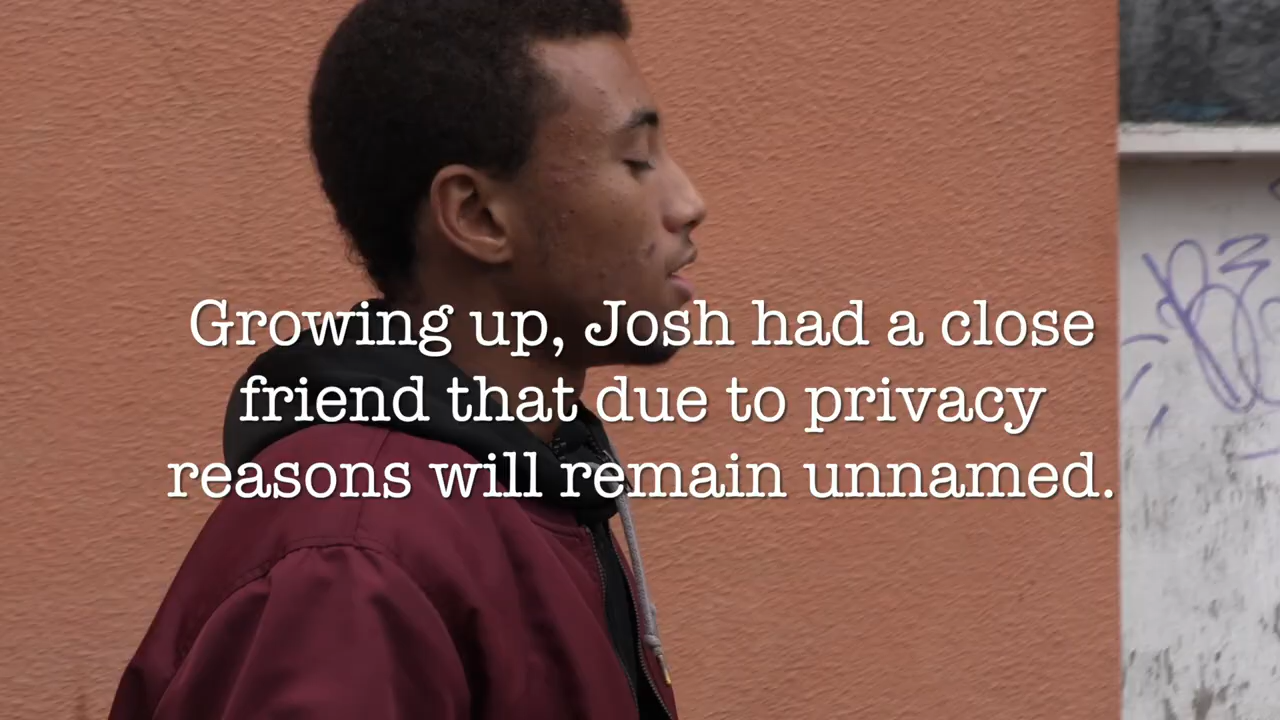 Growing up, Josh had a close
friend that due to privacy
reasons will remain unnamed.